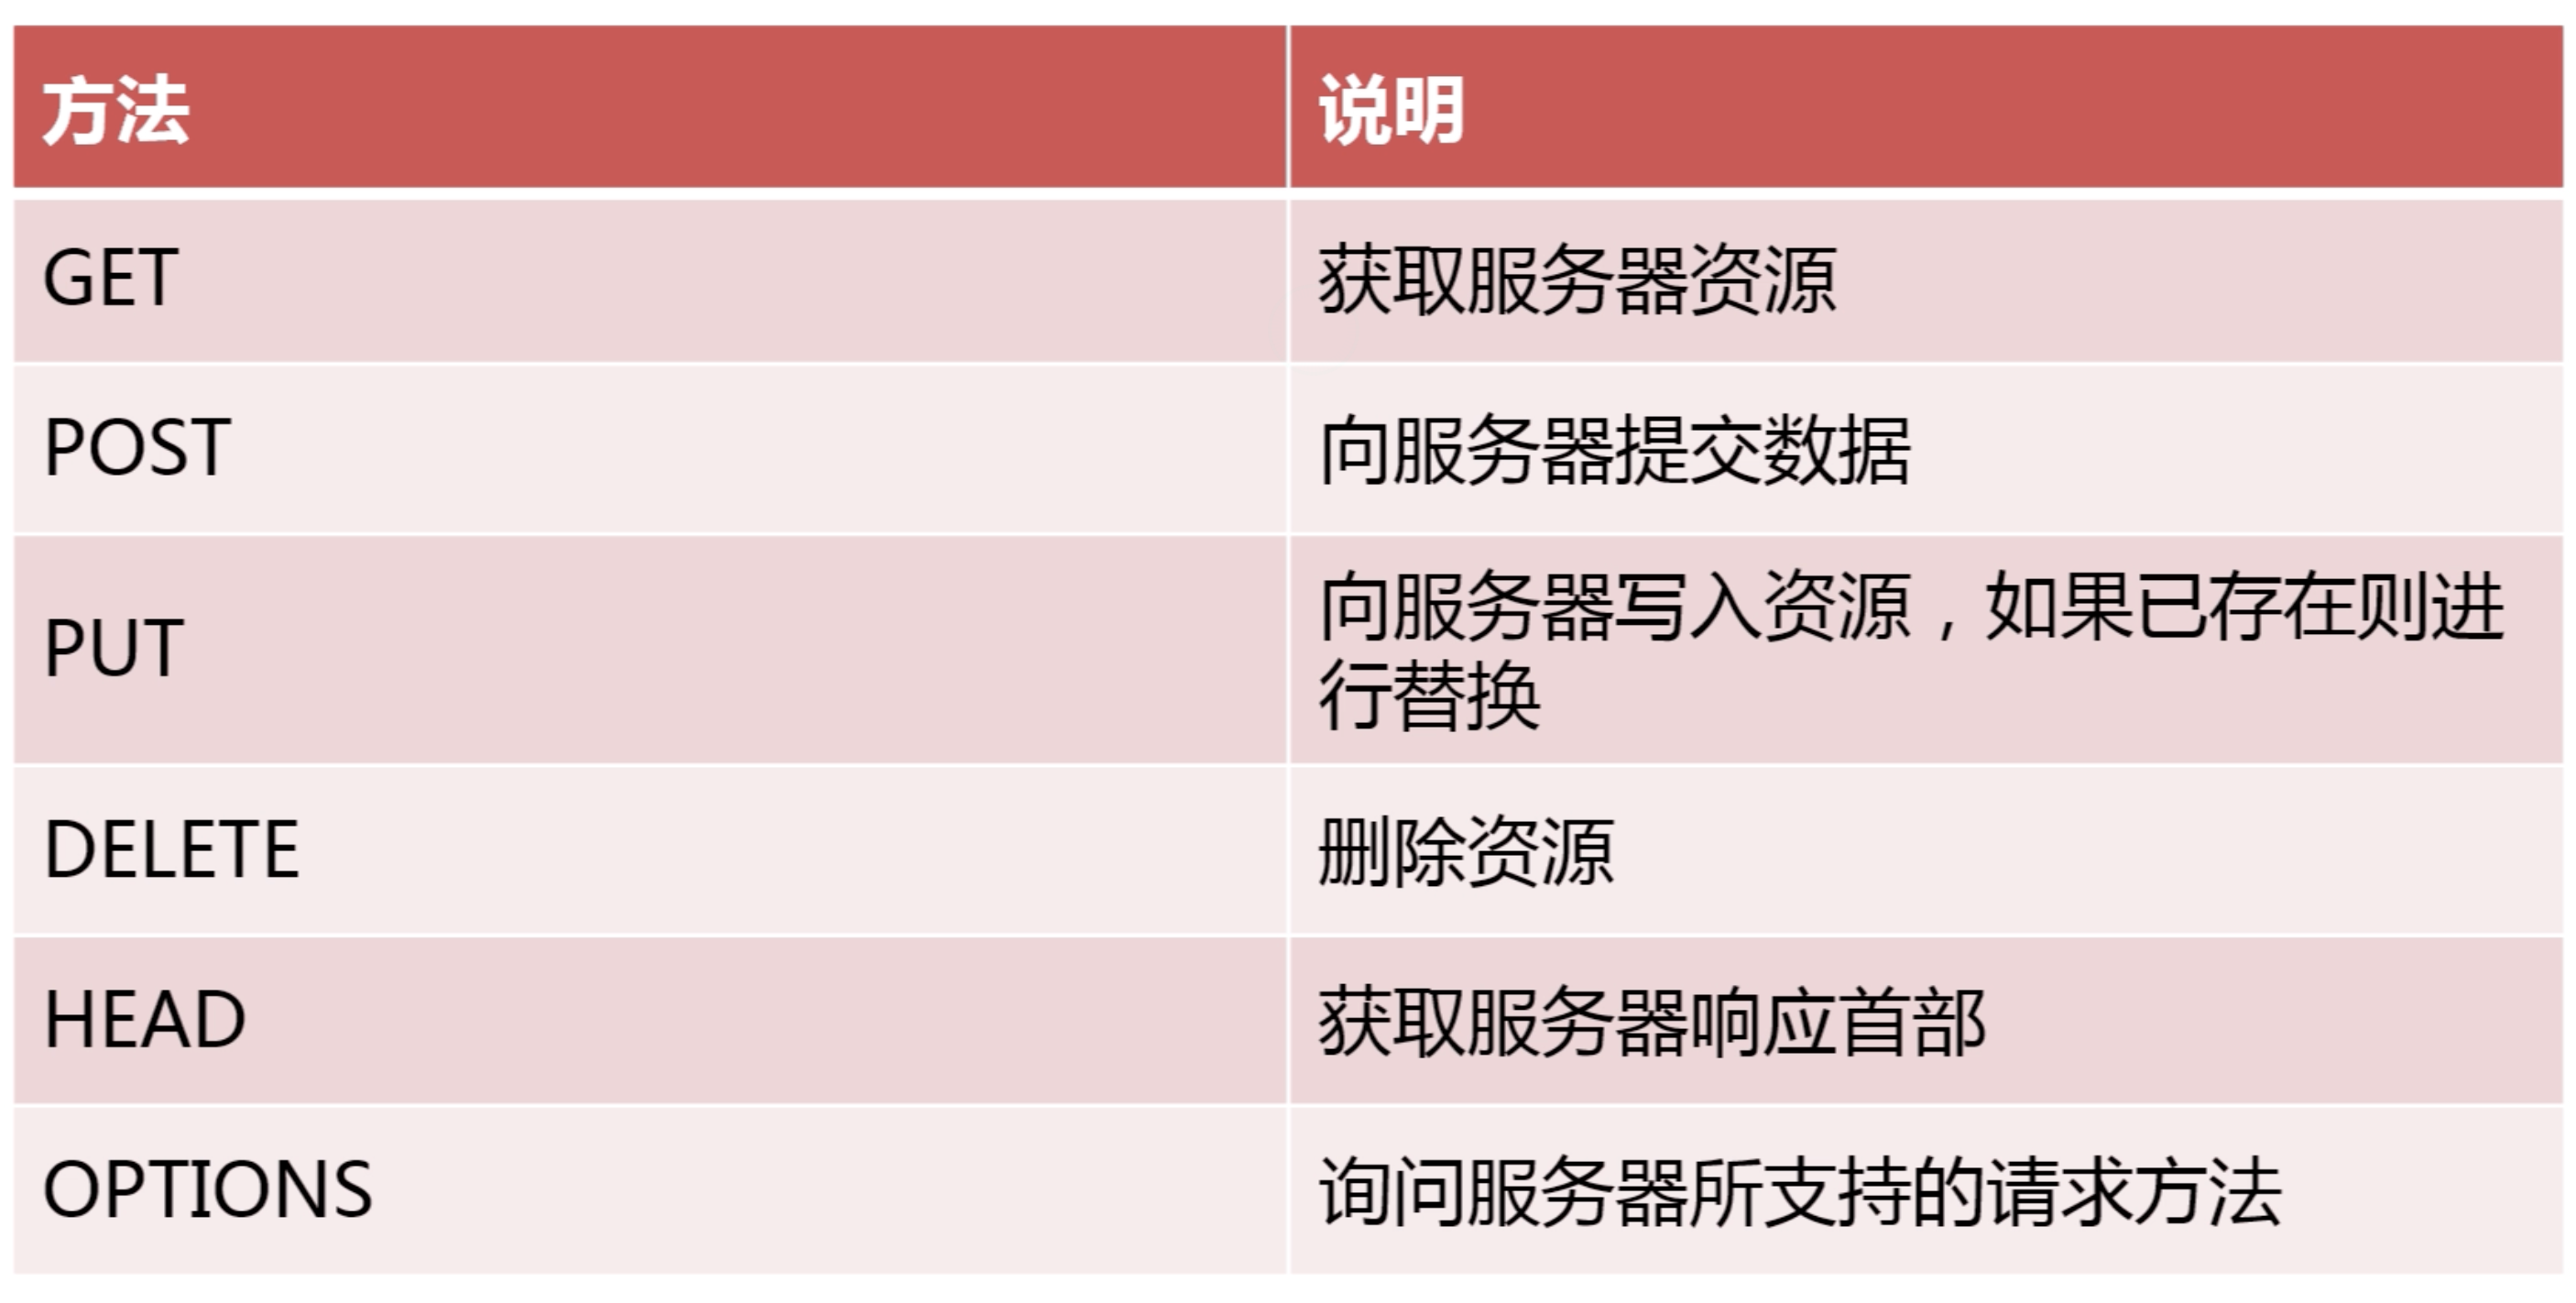 方法
说明
GET
获取服务器资源
POST
向服务器提交数据
PUT
向服务器写入资源，如果已存在则进
行替换
DELETE
删除资源
HEAD
获取服务器响应首部
OPTIONS
询问服务器所支持的请求方法